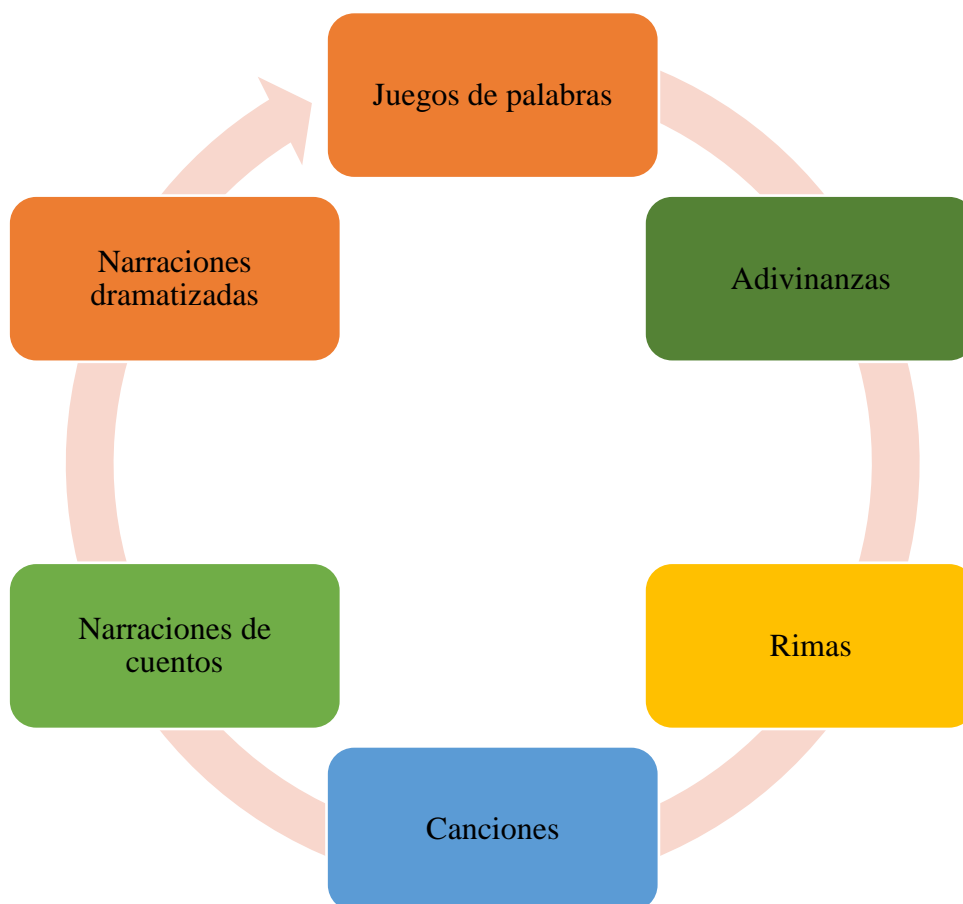 Juegos de palabras
Adivinanzas
Rimas
Canciones
Narraciones de
cuentos
Narraciones
dramatizadas